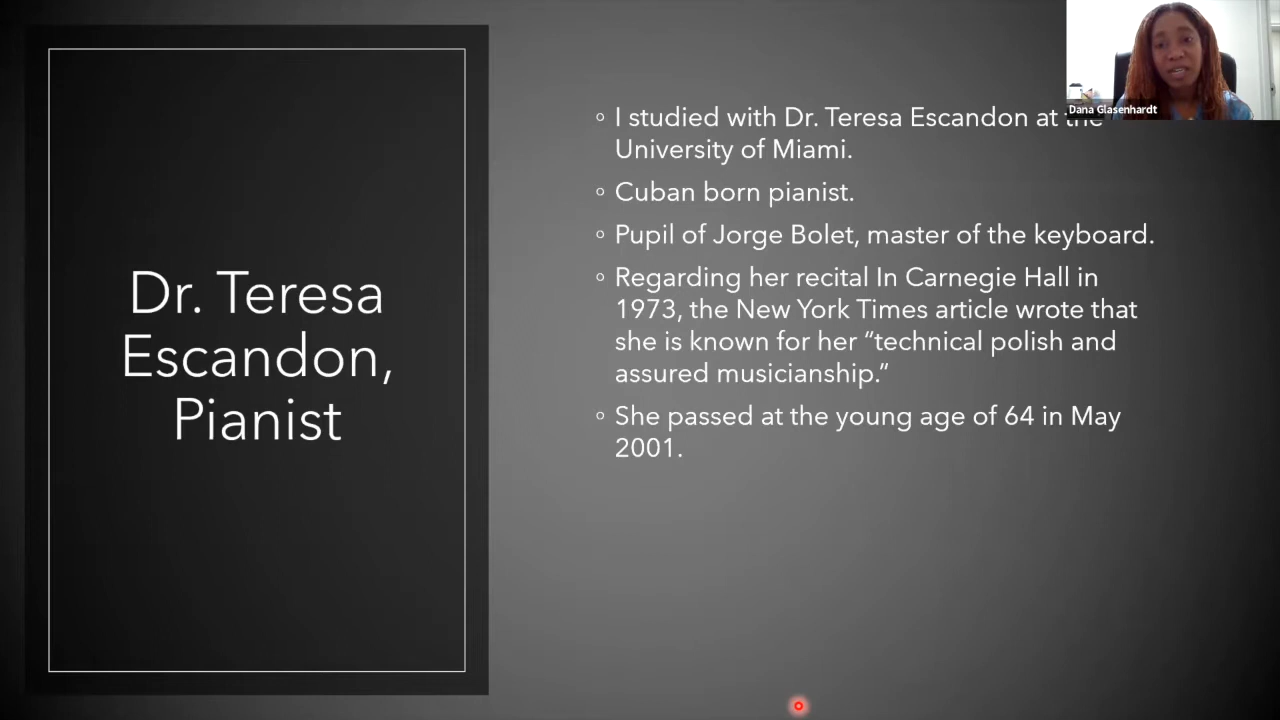 Dr. Teresa
Escandon,
Pianist
I studied with Dr. Teresa Escandon at the
University of Miami.
Cuban born pianist.
Pupil of Jorge Bolet, master of the keyboard.
Regarding her recital In Carnegie Hall in
1973, the New York Times article wrote that
she is known for her “technical polish and
assured musicianship.”
She passed at the young age of 64 in May
2001.
Dana Glasenhardt